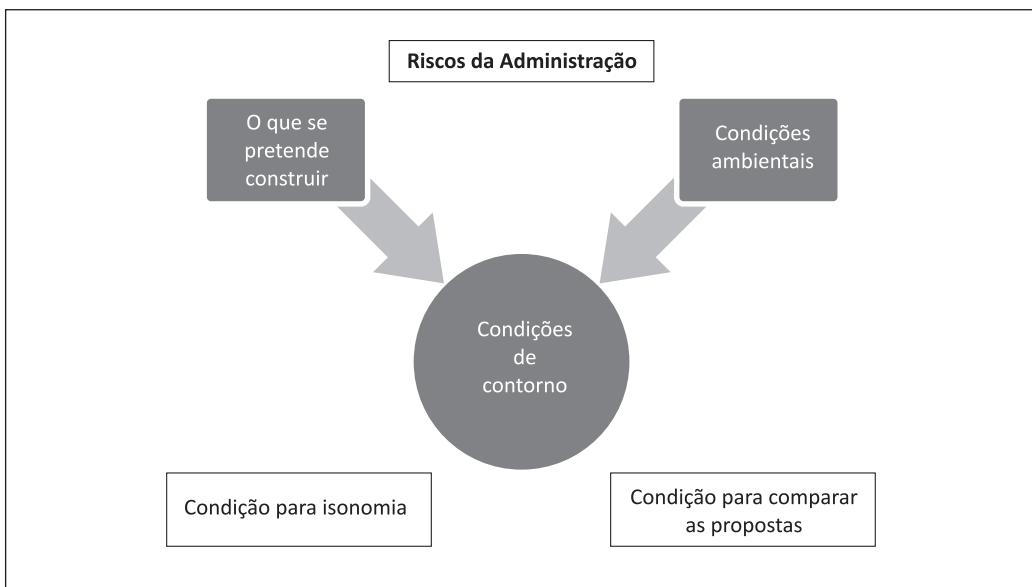 Riscos da Administração
O que se
pretende
construir
Condições
ambientais
Condições
de
contorno
Condição para isonomia
Condição para comparar
as propostas